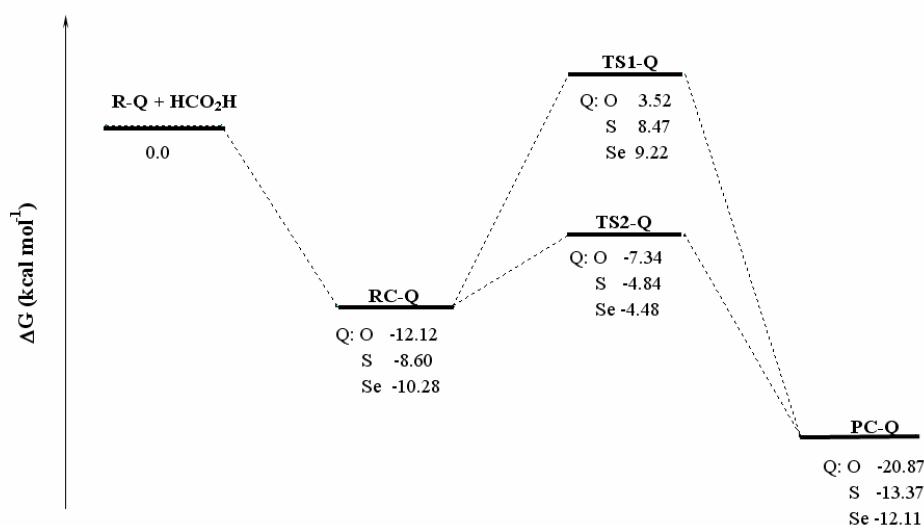 TS1-Q
Q: O 3.52
S 8.47
Se 9.22
R-Q + HCO₂H
0.0
TS2-Q
Q: O -7.34
S -4.84
Se -4.48
RC-Q
Q: O -12.12
S -8.60
Se -10.28
PC-Q
Q: O -20.87
S -13.37
Se -12.11
ΔG (kcal mol⁻¹)